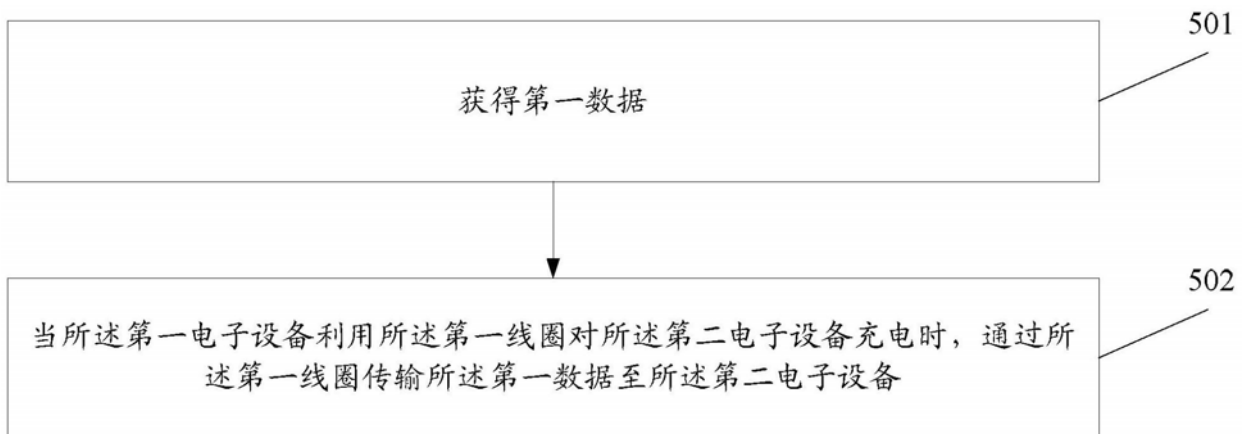 501
获得第一数据
502
当所述第一电子设备利用所述第一线圈对所述第二电子设备充电时，通过所
述第一线圈传输所述第一数据至所述第二电子设备